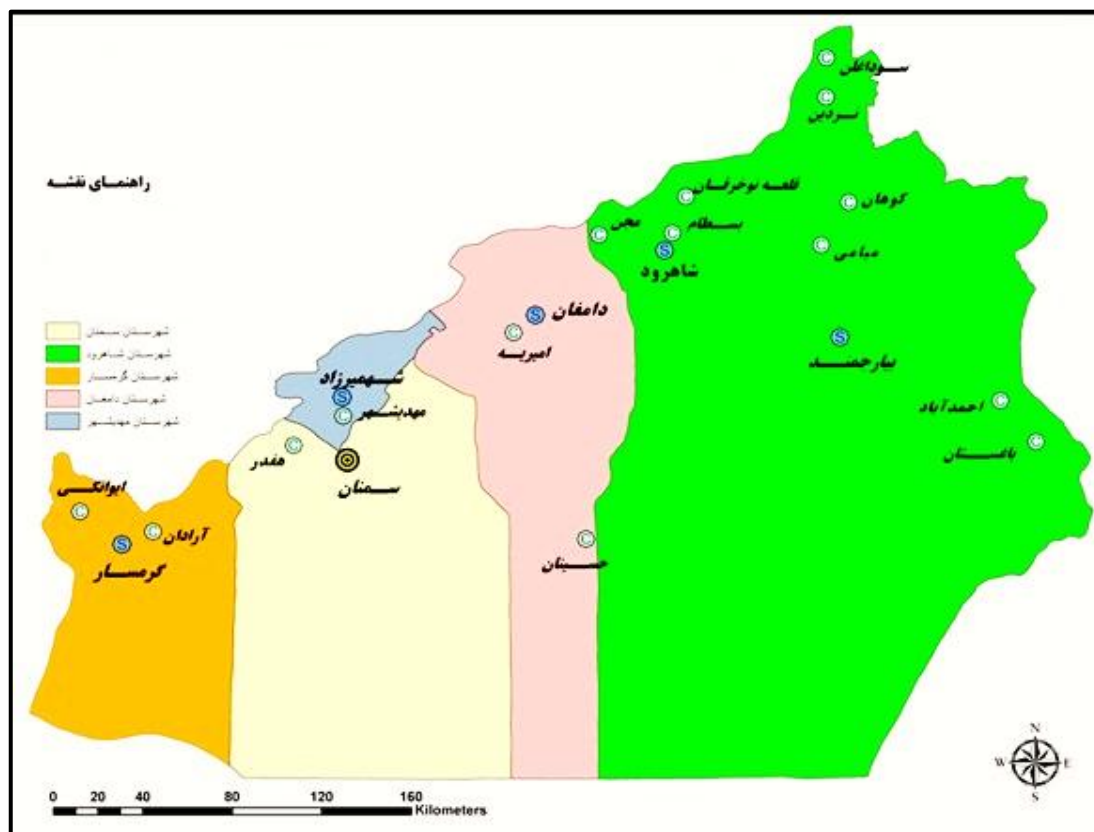 سوداغلن
نردین
راهنمای نقشه
قلعه نوخرقان
کوهان
مجن
بسطام
میامی
شاهرود
دامغان
امیریه
شهرستان سمنان
شهرستان شاهرود
شهرستان گرمسار
شهرستان دامغان
شهرستان مهدیشهر
بیارجمند
شهمیرزاد
مهدیشهر
احمدآباد
هفدر
باغستان
سمنان
ایوانکی
آرادان
گرمسار
حسینان
N
W E
S
0 20 40 80 120 160
Kilometers